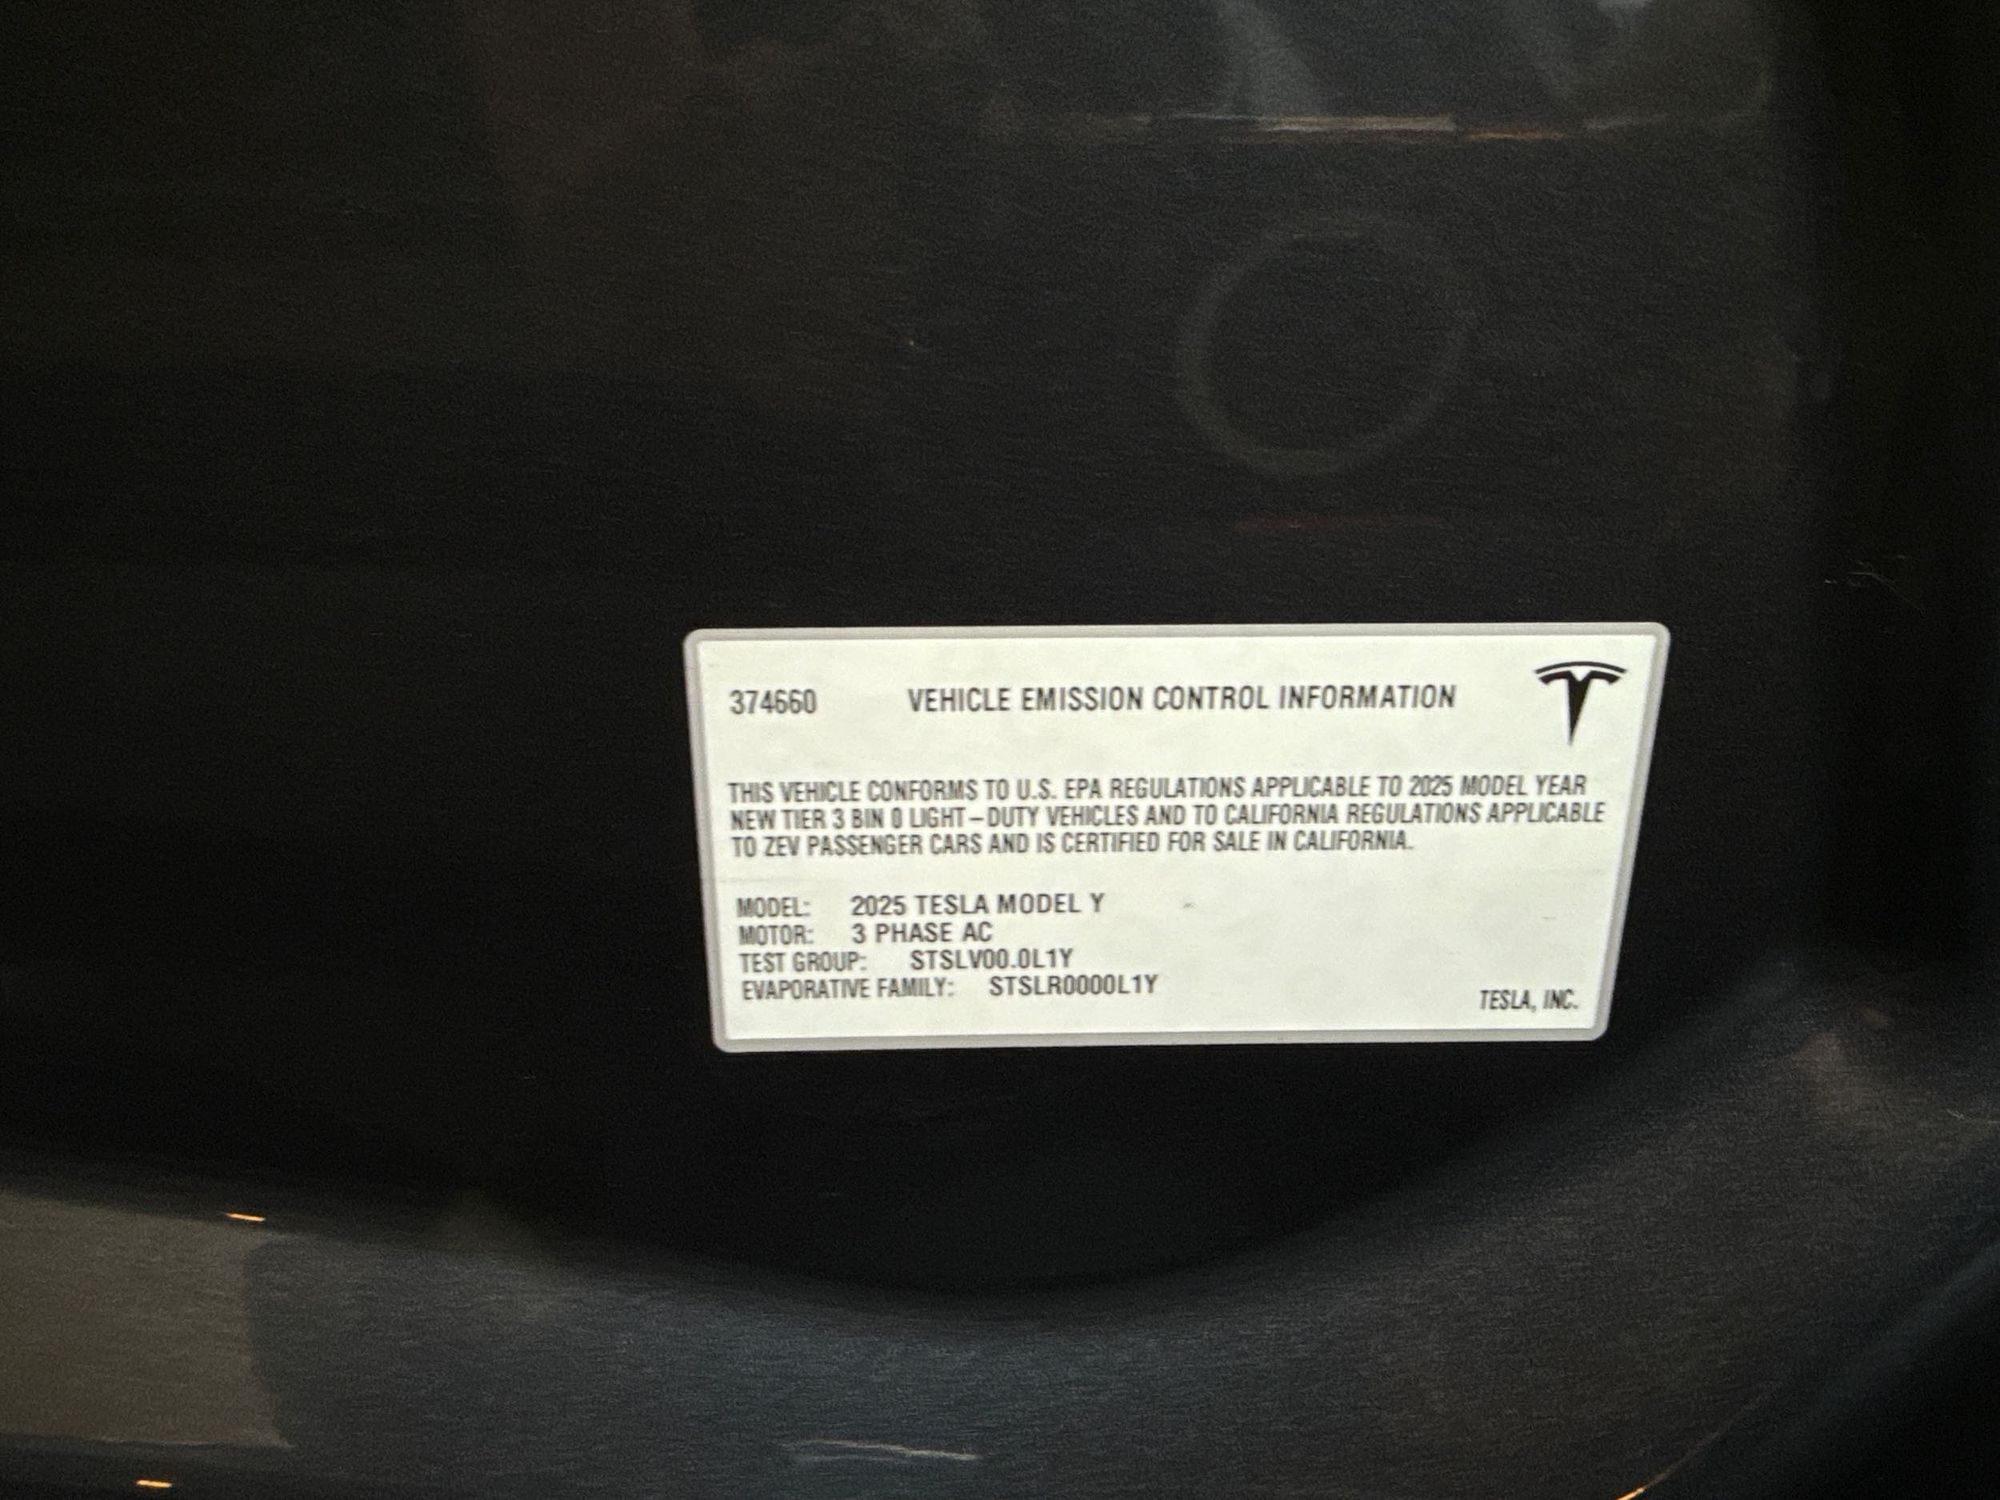 374660 VEHICLE EMISSION CONTROL INFORMATION
THIS VEHICLE CONFORMS TO U.S. EPA REGULATIONS APPLICABLE TO 2025 MODEL YEAR
NEW TIER 3 BIN 0 LIGHT-DUTY VEHICLES AND TO CALIFORNIA REGULATIONS APPLICABLE
TO ZEV PASSENGER CARS AND IS CERTIFIED FOR SALE IN CALIFORNIA.
MODEL: 2025 TESLA MODEL Y
MOTOR: 3 PHASE AC
TEST GROUP: STSLV00.0L1Y
EVAPORATIVE FAMILY: STSLR0000L1Y
TESLA, INC.